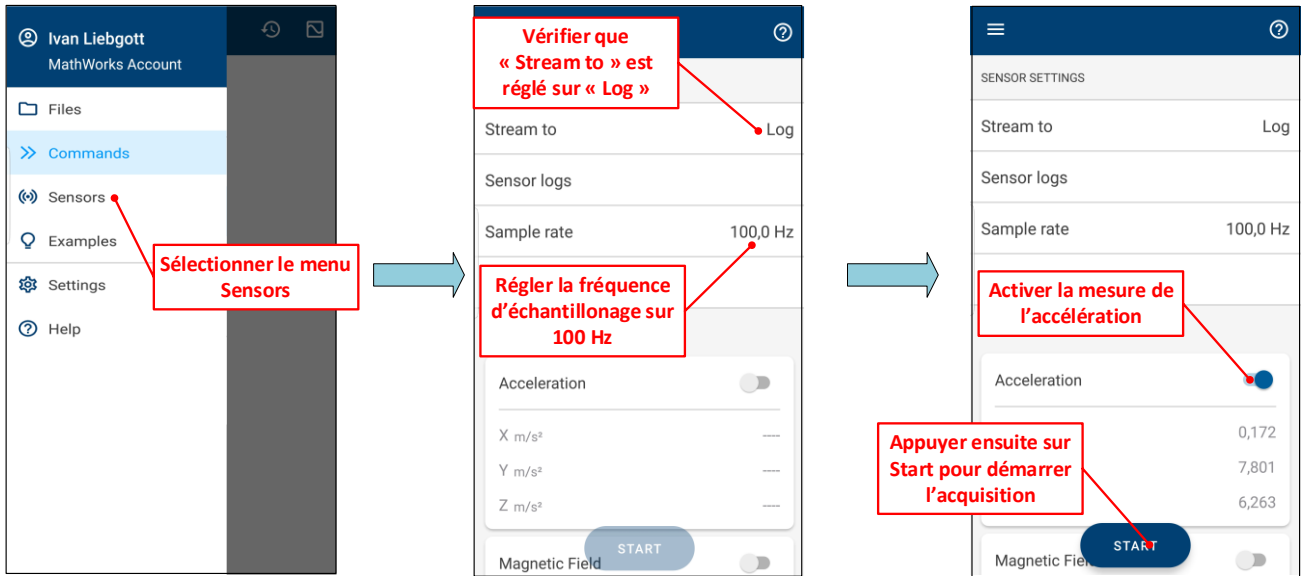 Ivan Liebgott
MathWorks Account
Files
Commands
Sensors
Examples
Settings
Help
Sélectionner le menu
Sensors
Vérifier que
« Stream to » est
réglé sur « Log »
Stream to Log
Sensor logs
Sample rate 100,0 Hz
Régler la fréquence
d’échantillonage sur
100 Hz
Acceleration
X m/s² ----
Y m/s² ----
Z m/s² ----
START
Magnetic Field
SENSOR SETTINGS
Stream to Log
Sensor logs
Sample rate 100,0 Hz
Activer la mesure de
l’accélération
Acceleration
0,172
7,801
6,263
Appuyer ensuite sur
Start pour démarrer
l’acquisition
START
Magnetic Fiel